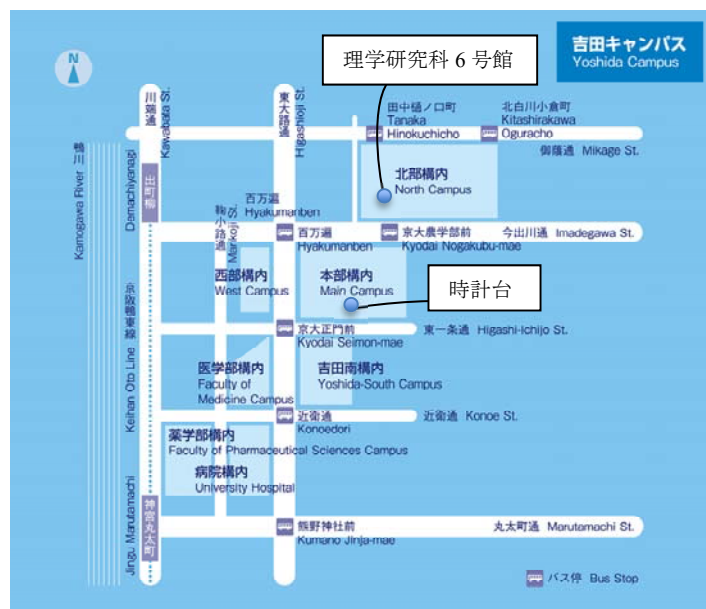 吉田キャンパス
Yoshida Campus
理学研究科 6 号館
N
川端通
Kawabata St.
東大路通
Higashioji St.
田中樋ノ口町
Tanaka
Hinokuchicho
北白川小倉町
Kitashirakawa
Oguracho
御蔭通 Mikage St.
鴨川
Kamogawa River
出町柳
Demachiyanagi
北部構内
North Campus
百万遍
Hyakumanben
鞠小路通
Marikoji St.
百万遍
Hyakumanben
京大農学部前
Kyodai Nogakubu-mae
今出川通 Imadegawa St.
西部構内
West Campus
本部構内
Main Campus
時計台
京阪鴨東線
Keihan Oto Line
京大正門前
Kyodai Seimon-mae
東一条通 Higashi-ichijo St.
医学部構内
Faculty of
Medicine Campus
吉田南構内
Yoshida-South Campus
近衛通
Konoedori
近衛通 Konoe St.
薬学部構内
Faculty of Pharmaceutical Sciences Campus
病院構内
University Hospital
神宮丸太町
Jingu Marutamachi
熊野神社前
Kumano Jinja-mae
丸太町通 Marutamachi St.
バス停 Bus Stop